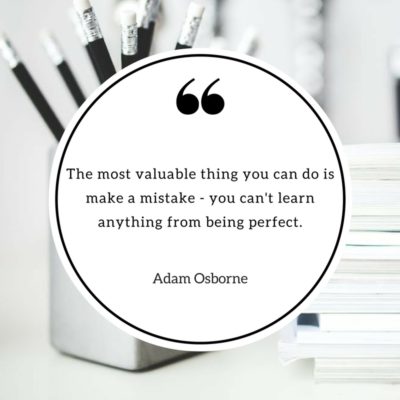 The most valuable thing you can do is
make a mistake - you can't learn
anything from being perfect.
Adam Osborne